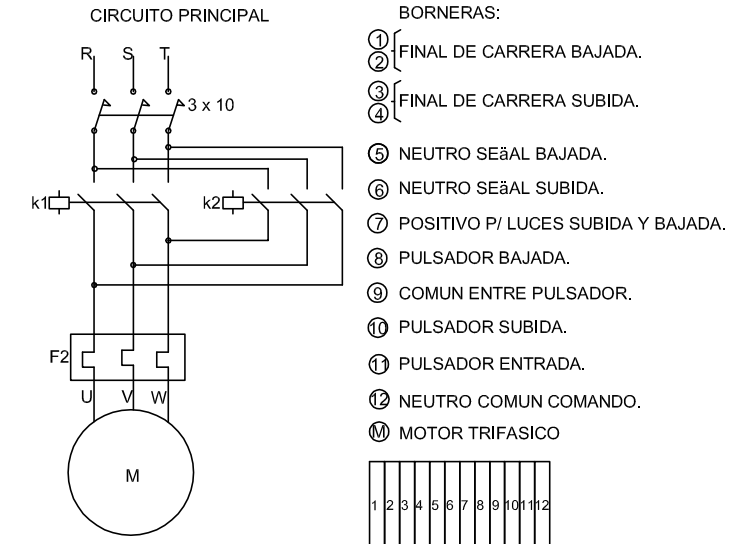 CIRCUITO PRINCIPAL
R S T
3 x 10
k1 k2
F2
U V W
M
BORNERAS:
1
2
FINAL DE CARRERA BAJADA.
3
4
FINAL DE CARRERA SUBIDA.
5 NEUTRO SEäAL BAJADA.
6 NEUTRO SEäAL SUBIDA.
7 POSITIVO P/ LUCES SUBIDA Y BAJADA.
8 PULSADOR BAJADA.
9 COMUN ENTRE PULSADOR.
10 PULSADOR SUBIDA.
11 PULSADOR ENTRADA.
12 NEUTRO COMUN COMANDO.
M MOTOR TRIFASICO
1 2 3 4 5 6 7 8 9 10 11 12